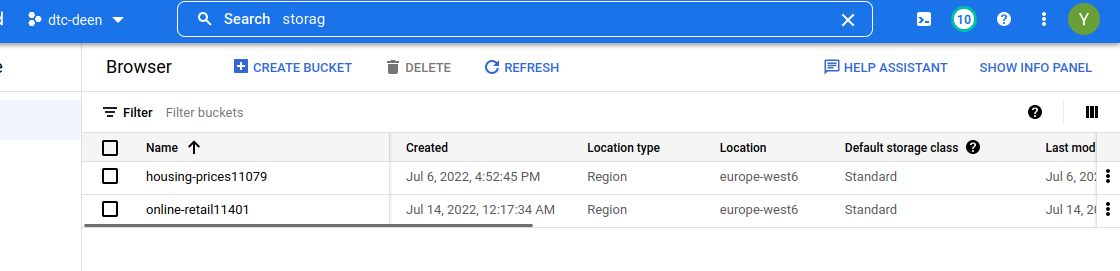 d dtc-deen Search storag 10 Y
e Browser CREATE BUCKET DELETE REFRESH HELP ASSISTANT SHOW INFO PANEL
Filter Filter buckets
Name Created Location type Location Default storage class Last mod
housing-prices11079 Jul 6, 2022, 4:52:45 PM Region europe-west6 Standard Jul 6, 202
online-retail11401 Jul 14, 2022, 12:17:34 AM Region europe-west6 Standard Jul 14, 2